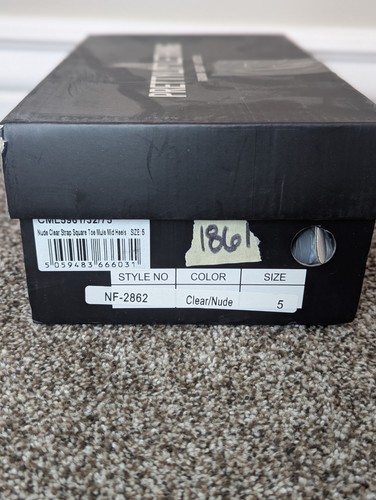 CML5961/32/75
Nude Clear Strap Square Toe Mule Mid Heels SIZE: 5
5 059483 666031
1861
STYLE NO COLOR SIZE
NF-2862 Clear/Nude 5